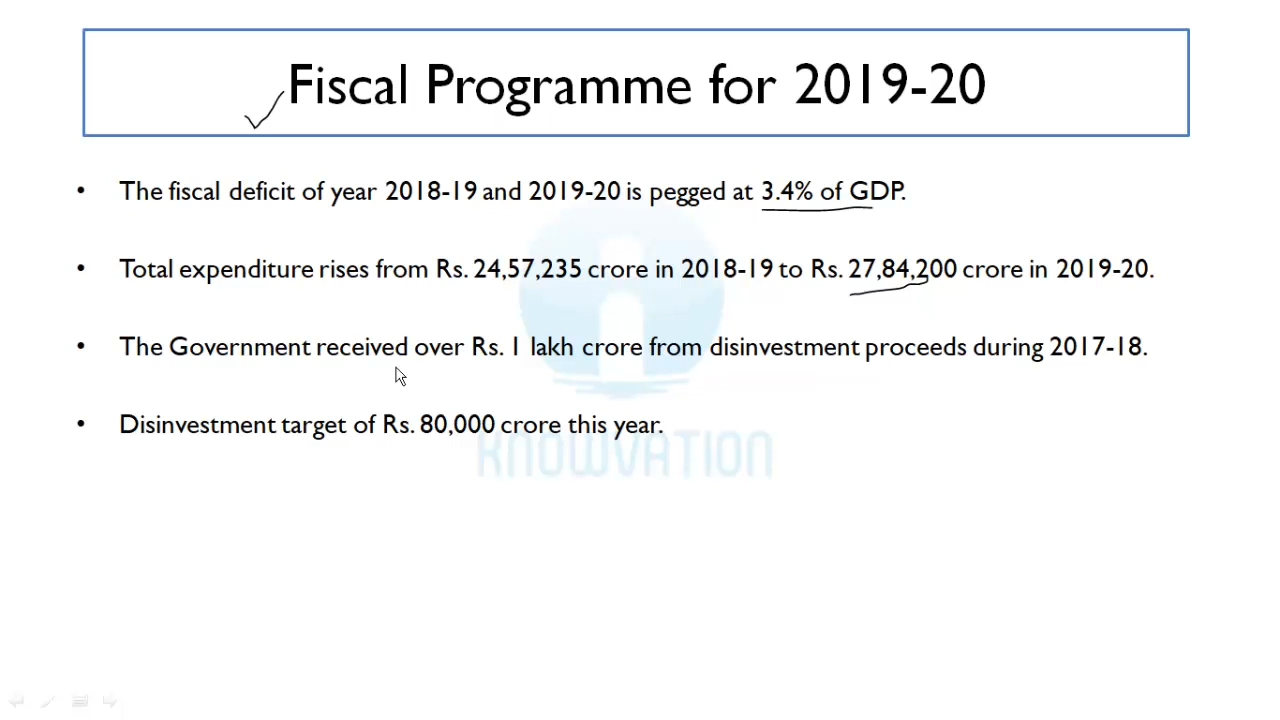 Fiscal Programme for 2019-20
• The fiscal deficit of year 2018-19 and 2019-20 is pegged at 3.4% of GDP.
• Total expenditure rises from Rs. 24,57,235 crore in 2018-19 to Rs. 27,84,200 crore in 2019-20.
• The Government received over Rs. 1 lakh crore from disinvestment proceeds during 2017-18.
• Disinvestment target of Rs. 80,000 crore this year.
KNOWVATION